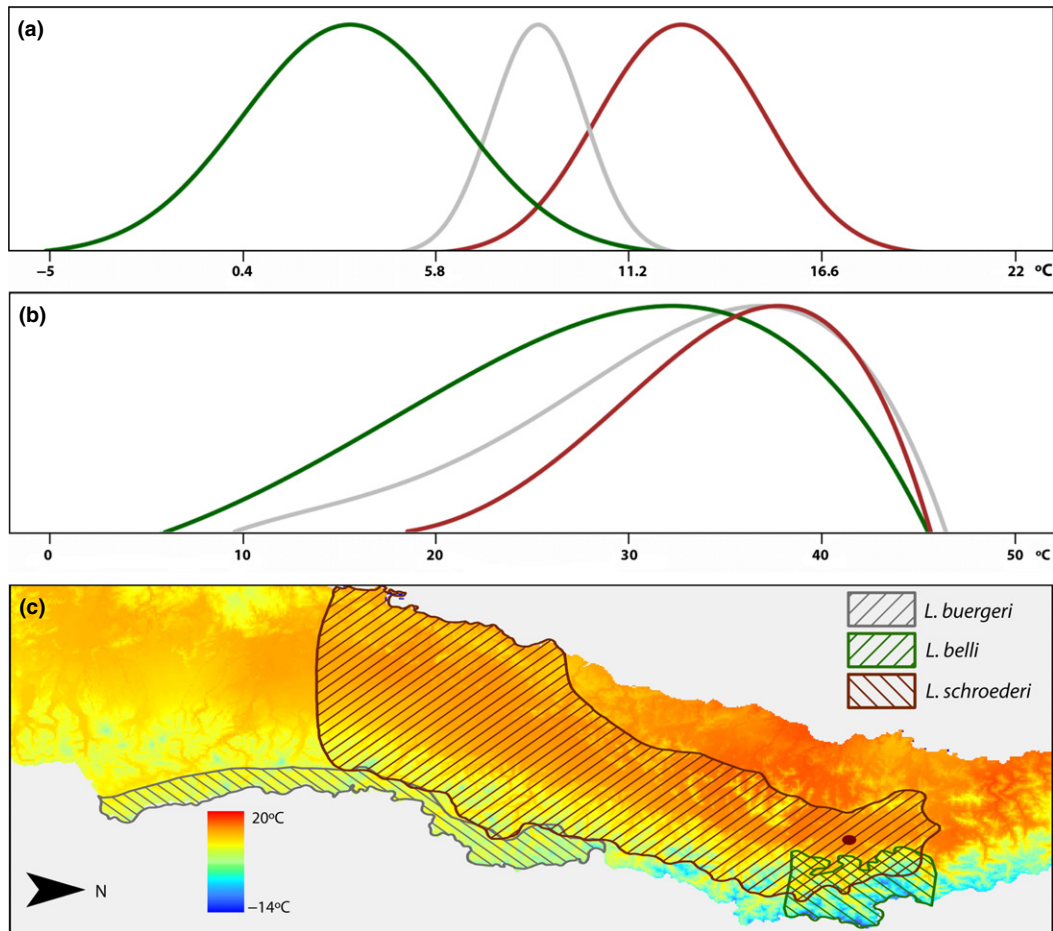 (a)
−5 0.4 5.8 11.2 16.6 22 ºC
(b)
0 10 20 30 40 50 ºC
(c)
L. buergeri
L. belli
L. schroederi
20ºC
−14ºC
N